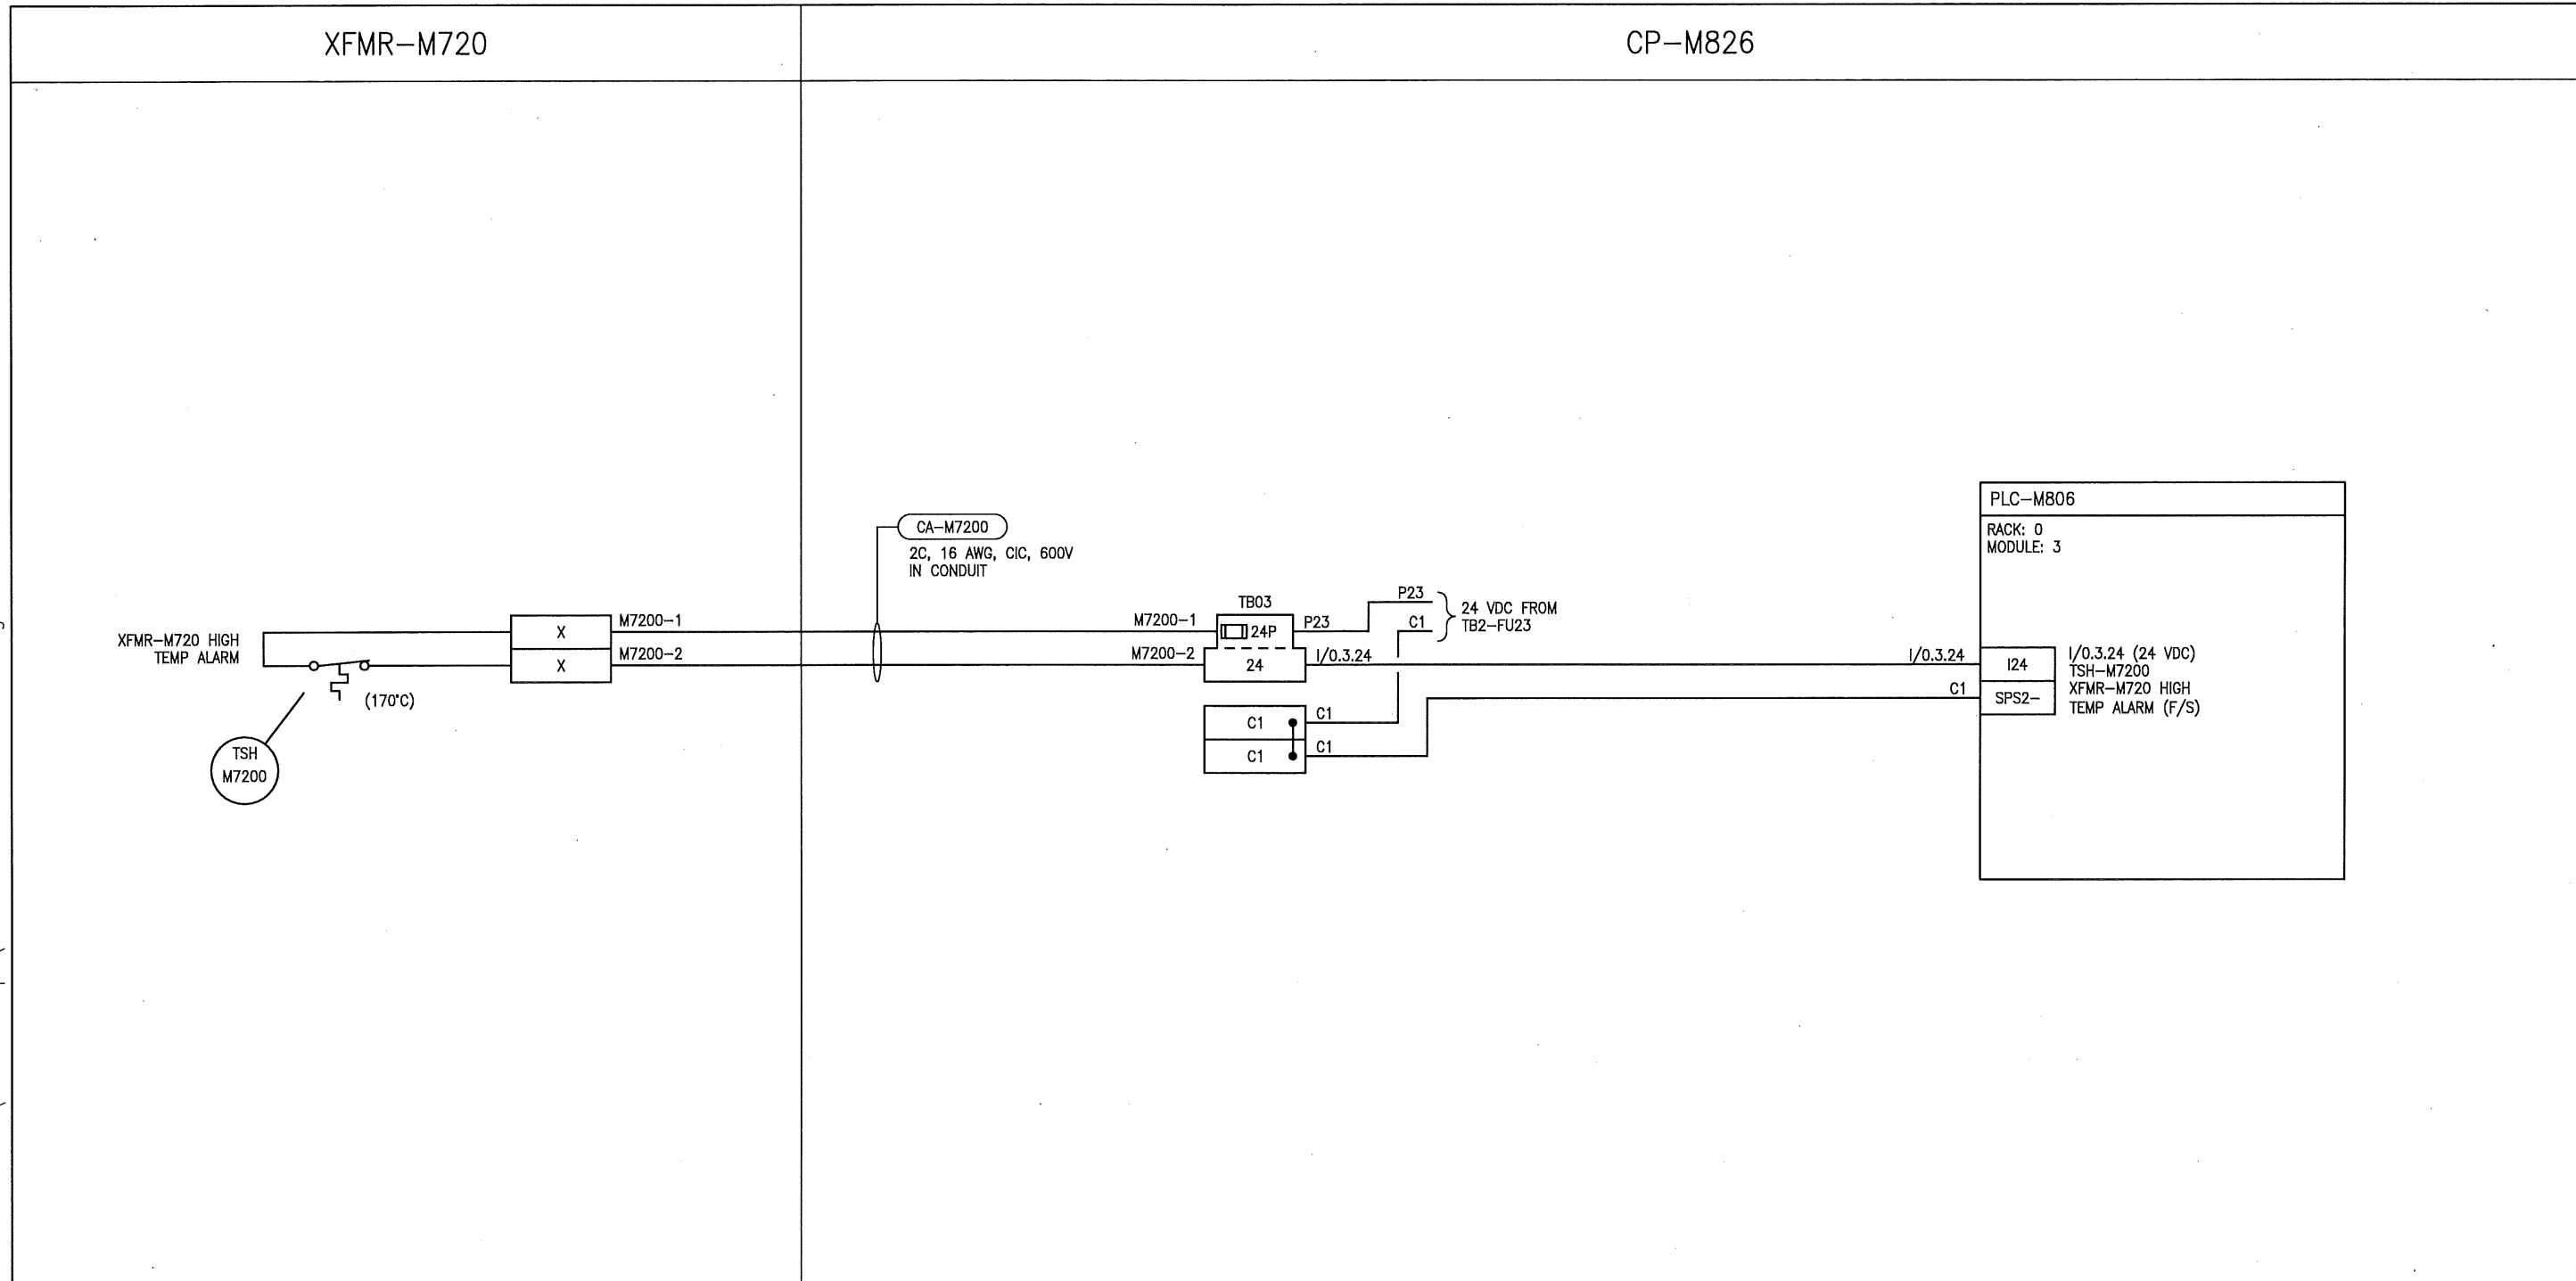 XFMR-M720
CP-M826
XFMR-M720 HIGH
TEMP ALARM
(170°C)
TSH
M7200
X
X
M7200-1
M7200-2
CA-M7200
2C, 16 AWG, CIC, 600V
IN CONDUIT
M7200-1
M7200-2
TB03
24P
24
P23
I/0.3.24
P23
C1
24 VDC FROM
TB2-FU23
C1
C1
C1
C1
I/0.3.24
C1
PLC-M806
RACK: 0
MODULE: 3
I24
SPS2-
I/0.3.24 (24 VDC)
TSH-M7200
XFMR-M720 HIGH
TEMP ALARM (F/S)